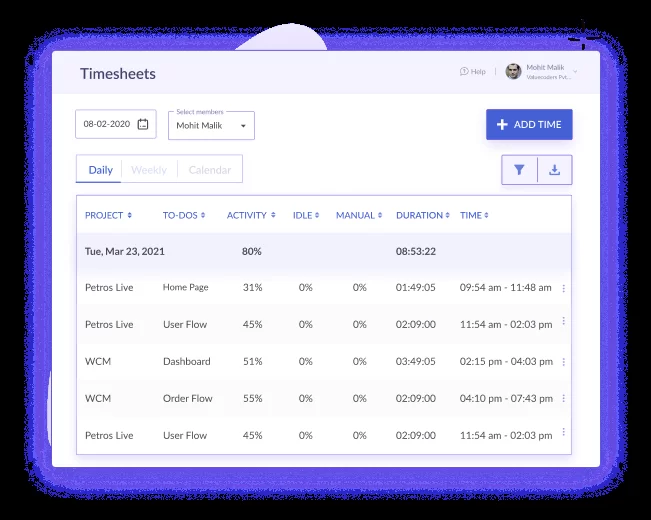 Timesheets
Help
Mohit Malik
Valuecoders Pvt...
08-02-2020
Select members
Mohit Malik
ADD TIME
Daily Weekly Calendar
PROJECT TO-DOS ACTIVITY IDLE MANUAL DURATION TIME
Tue, Mar 23, 2021 80% 08:53:22
Petros Live Home Page 31% 0% 0% 01:49:05 09:54 am - 11:48 am
Petros Live User Flow 45% 0% 0% 02:09:00 11:54 am - 02:03 pm
WCM Dashboard 51% 0% 0% 03:49:05 02:15 pm - 04:03 pm
WCM Order Flow 55% 0% 0% 02:09:00 04:10 pm - 07:43 pm
Petros Live User Flow 45% 0% 0% 02:09:00 11:54 am - 02:03 pm